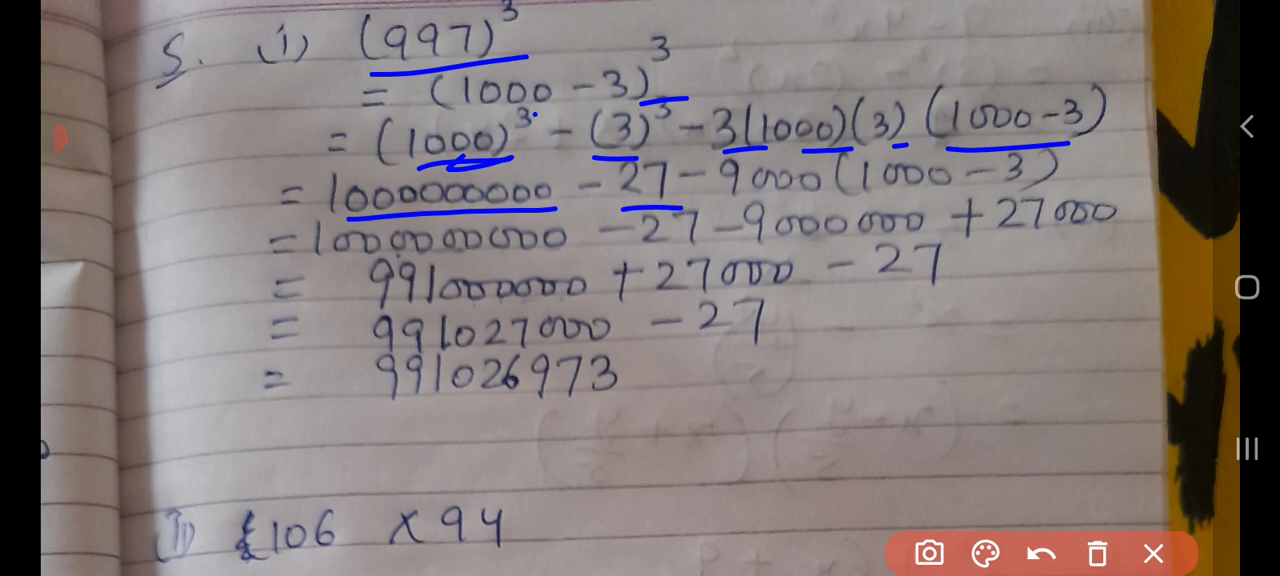 5. (i) (997)³
= (1000 - 3)³
= (1000)³ - (3)³ - 3(1000)(3) (1000-3)
= 1000000000 - 27 - 9000(1000 - 3)
= 1000000000 - 27 - 9000000 + 27000
= 991000000 + 27000 - 27
= 991027000 - 27
= 991026973
(ii) 106 × 94